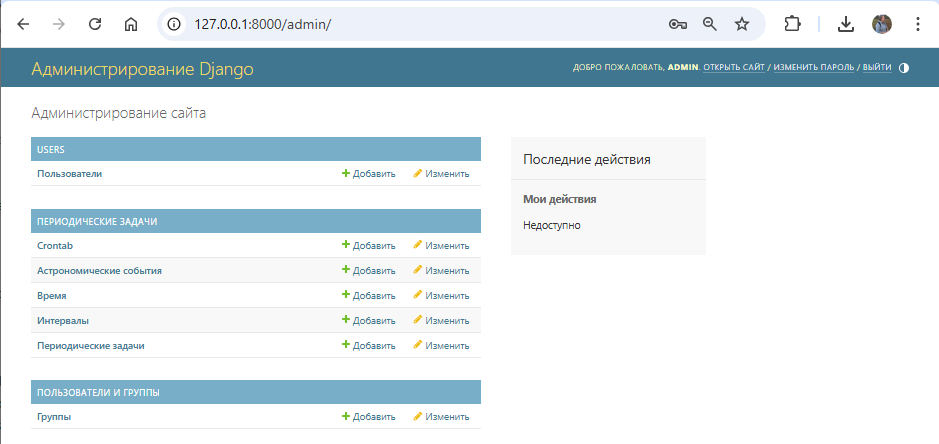 127.0.0.1:8000/admin/
Администрирование Django
ДОБРО ПОЖАЛОВАТЬ, ADMIN. ОТКРЫТЬ САЙТ / ИЗМЕНИТЬ ПАРОЛЬ / ВЫЙТИ
Администрирование сайта
USERS
Пользователи Добавить Изменить
ПЕРИОДИЧЕСКИЕ ЗАДАЧИ
Crontab Добавить Изменить
Астрономические события Добавить Изменить
Время Добавить Изменить
Интервалы Добавить Изменить
Периодические задачи Добавить Изменить
ПОЛЬЗОВАТЕЛИ И ГРУППЫ
Группы Добавить Изменить
Последние действия
Мои действия
Недоступно